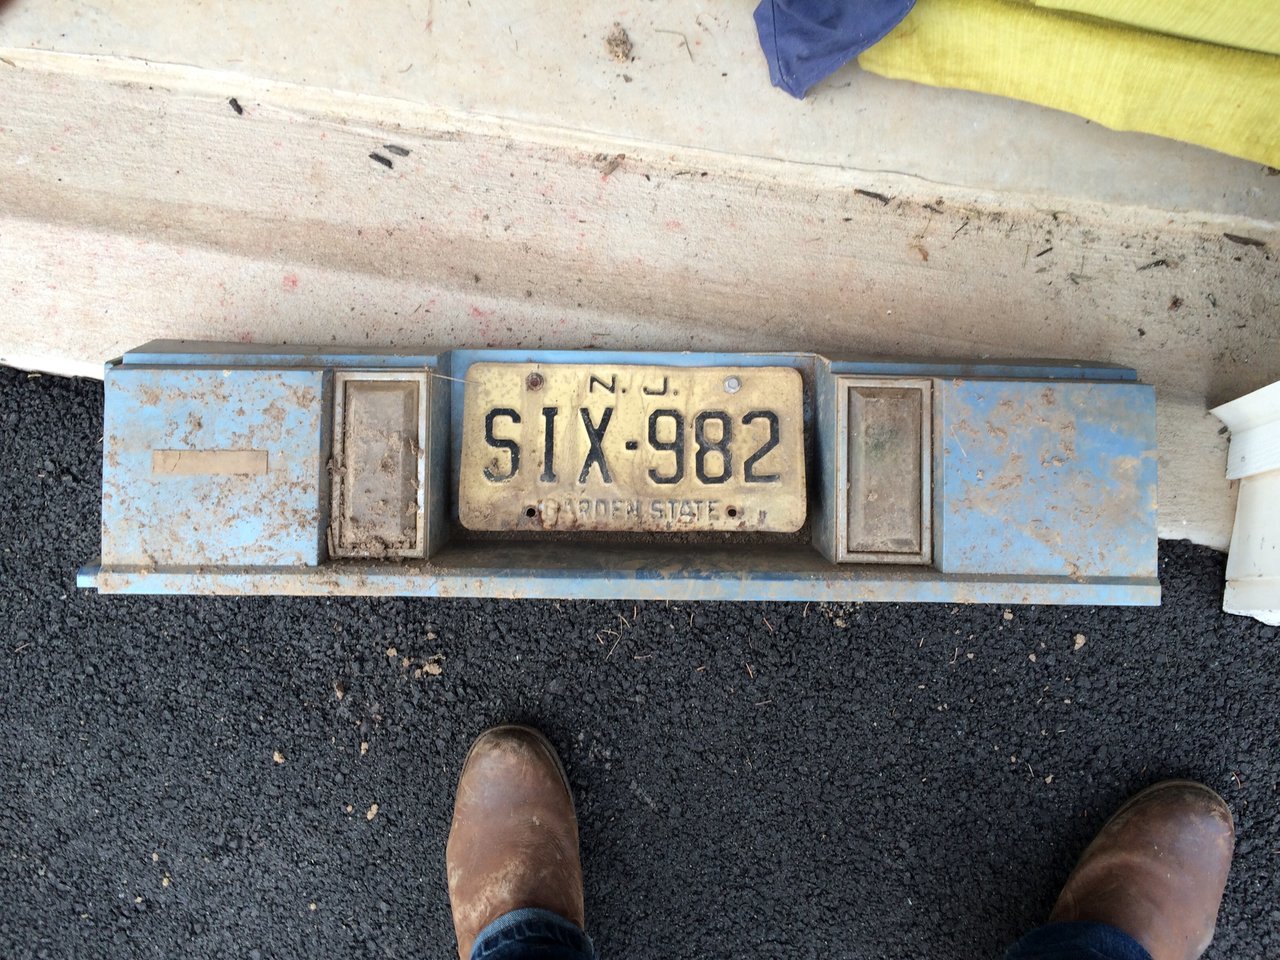 N.J.
SIX-982
GARDEN STATE